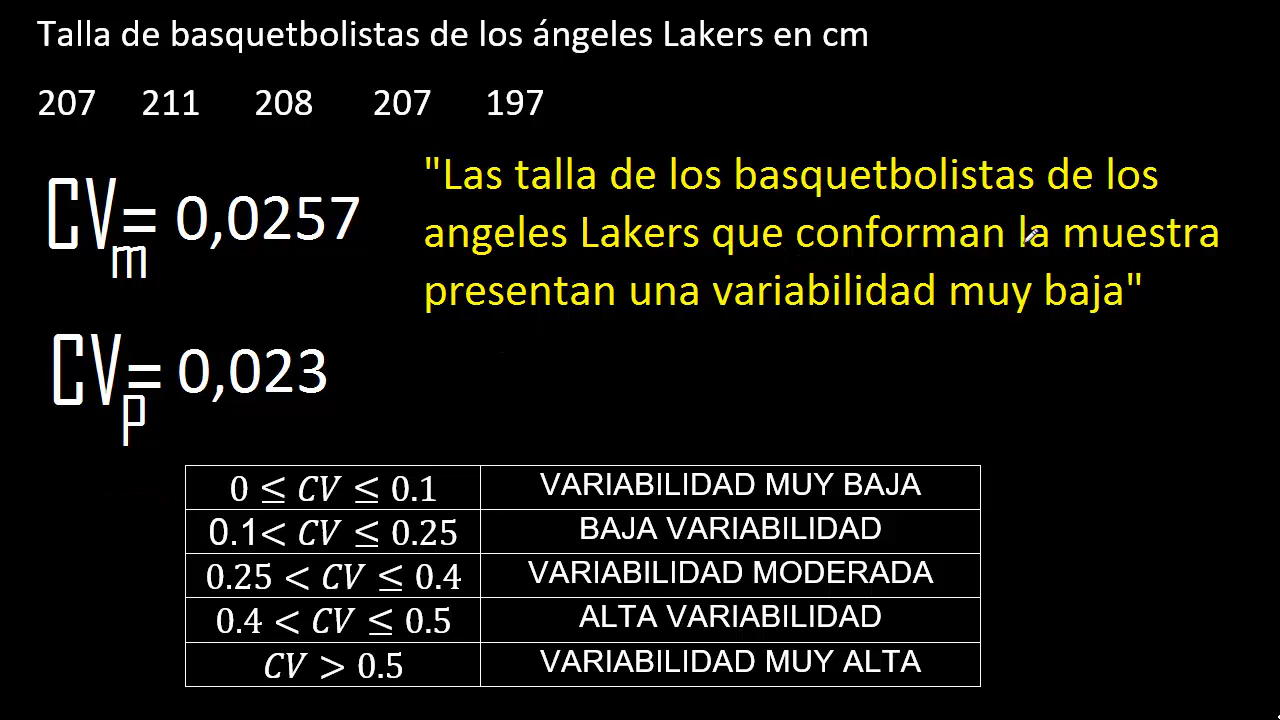 Talla de basquetbolistas de los ángeles Lakers en cm
207 211 208 207 197
CVm= 0,0257
"Las talla de los basquetbolistas de los
angeles Lakers que conforman la muestra
presentan una variabilidad muy baja"
CVp= 0,023
0 ≤ CV ≤ 0.1 VARIABILIDAD MUY BAJA
0.1< CV ≤ 0.25 BAJA VARIABILIDAD
0.25 < CV ≤ 0.4 VARIABILIDAD MODERADA
0.4 < CV ≤ 0.5 ALTA VARIABILIDAD
CV > 0.5 VARIABILIDAD MUY ALTA